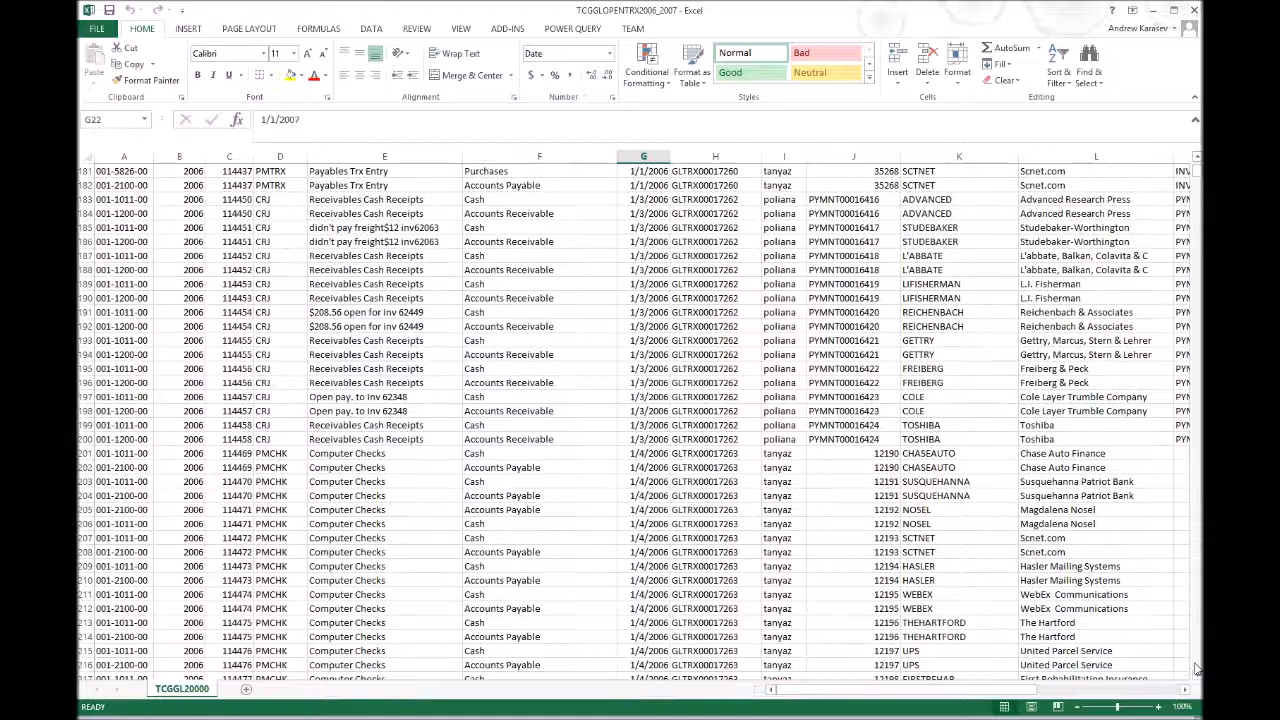 TCGGLOPENTRX2006_2007 - Excel
FILE HOME INSERT PAGE LAYOUT FORMULAS DATA REVIEW VIEW ADD-INS POWER QUERY TEAM Andrew Karasev
Cut
Copy
Format Painter
Paste
Calibri 11
B I U
Wrap Text
Merge & Center
Date
$ % ,
Conditional Formatting
Format as Table
Normal Bad
Good Neutral
Insert Delete Format
AutoSum
Fill
Clear
Sort & Filter
Find & Select
Clipboard Font Alignment Number Styles Cells Editing
G22 fx 1/1/2007
A B C D E F G H I J K L
181 001-5826-00 2006 114437 PMTRX Payables Trx Entry Purchases 1/1/2006 GLTRX00017260 tanyaz 35268 SCTNET Scnet.com INV
182 001-2100-00 2006 114437 PMTRX Payables Trx Entry Accounts Payable 1/1/2006 GLTRX00017260 tanyaz 35268 SCTNET Scnet.com INV
183 001-1011-00 2006 114450 CRJ Receivables Cash Receipts Cash 1/3/2006 GLTRX00017262 poliana PYMNT00016416 ADVANCED Advanced Research Press PYM
184 001-1200-00 2006 114450 CRJ Receivables Cash Receipts Accounts Receivable 1/3/2006 GLTRX00017262 poliana PYMNT00016416 ADVANCED Advanced Research Press PYM
185 001-1011-00 2006 114451 CRJ didn't pay freight$12 inv62063 Cash 1/3/2006 GLTRX00017262 poliana PYMNT00016417 STUDEBAKER Studebaker-Worthington PYM
186 001-1200-00 2006 114451 CRJ didn't pay freight$12 inv62063 Accounts Receivable 1/3/2006 GLTRX00017262 poliana PYMNT00016417 STUDEBAKER Studebaker-Worthington PYM
187 001-1011-00 2006 114452 CRJ Receivables Cash Receipts Cash 1/3/2006 GLTRX00017262 poliana PYMNT00016418 L'ABBATE L'abbate, Balkan, Colavita & C PYM
188 001-1200-00 2006 114452 CRJ Receivables Cash Receipts Accounts Receivable 1/3/2006 GLTRX00017262 poliana PYMNT00016418 L'ABBATE L'abbate, Balkan, Colavita & C PYM
189 001-1011-00 2006 114453 CRJ Receivables Cash Receipts Cash 1/3/2006 GLTRX00017262 poliana PYMNT00016419 LIFISHERMAN L.I. Fisherman PYM
190 001-1200-00 2006 114453 CRJ Receivables Cash Receipts Accounts Receivable 1/3/2006 GLTRX00017262 poliana PYMNT00016419 LIFISHERMAN L.I. Fisherman PYM
191 001-1011-00 2006 114454 CRJ $208.56 open for inv 62449 Cash 1/3/2006 GLTRX00017262 poliana PYMNT00016420 REICHENBACH Reichenbach & Associates PYM
192 001-1200-00 2006 114454 CRJ $208.56 open for inv 62449 Accounts Receivable 1/3/2006 GLTRX00017262 poliana PYMNT00016420 REICHENBACH Reichenbach & Associates PYM
193 001-1011-00 2006 114455 CRJ Receivables Cash Receipts Cash 1/3/2006 GLTRX00017262 poliana PYMNT00016421 GETTRY Gettry, Marcus, Stern & Lehrer PYM
194 001-1200-00 2006 114455 CRJ Receivables Cash Receipts Accounts Receivable 1/3/2006 GLTRX00017262 poliana PYMNT00016421 GETTRY Gettry, Marcus, Stern & Lehrer PYM
195 001-1011-00 2006 114456 CRJ Receivables Cash Receipts Cash 1/3/2006 GLTRX00017262 poliana PYMNT00016422 FREIBERG Freiberg & Peck PYM
196 001-1200-00 2006 114456 CRJ Receivables Cash Receipts Accounts Receivable 1/3/2006 GLTRX00017262 poliana PYMNT00016422 FREIBERG Freiberg & Peck PYM
197 001-1011-00 2006 114457 CRJ Open pay. to Inv 62348 Cash 1/3/2006 GLTRX00017262 poliana PYMNT00016423 COLE Cole Layer Trumble Company PYM
198 001-1200-00 2006 114457 CRJ Open pay. to Inv 62348 Accounts Receivable 1/3/2006 GLTRX00017262 poliana PYMNT00016423 COLE Cole Layer Trumble Company PYM
199 001-1011-00 2006 114458 CRJ Receivables Cash Receipts Cash 1/3/2006 GLTRX00017262 poliana PYMNT00016424 TOSHIBA Toshiba PYM
200 001-1200-00 2006 114458 CRJ Receivables Cash Receipts Accounts Receivable 1/3/2006 GLTRX00017262 poliana PYMNT00016424 TOSHIBA Toshiba PYM
201 001-1011-00 2006 114469 PMCHK Computer Checks Cash 1/4/2006 GLTRX00017263 tanyaz 12190 CHASEAUTO Chase Auto Finance
202 001-2100-00 2006 114469 PMCHK Computer Checks Accounts Payable 1/4/2006 GLTRX00017263 tanyaz 12190 CHASEAUTO Chase Auto Finance
203 001-1011-00 2006 114470 PMCHK Computer Checks Cash 1/4/2006 GLTRX00017263 tanyaz 12191 SUSQUEHANNA Susquehanna Patriot Bank
204 001-2100-00 2006 114470 PMCHK Computer Checks Accounts Payable 1/4/2006 GLTRX00017263 tanyaz 12191 SUSQUEHANNA Susquehanna Patriot Bank
205 001-2100-00 2006 114471 PMCHK Computer Checks Accounts Payable 1/4/2006 GLTRX00017263 tanyaz 12192 NOSEL Magdalena Nosel
206 001-1011-00 2006 114471 PMCHK Computer Checks Cash 1/4/2006 GLTRX00017263 tanyaz 12192 NOSEL Magdalena Nosel
207 001-1011-00 2006 114472 PMCHK Computer Checks Cash 1/4/2006 GLTRX00017263 tanyaz 12193 SCTNET Scnet.com
208 001-2100-00 2006 114472 PMCHK Computer Checks Accounts Payable 1/4/2006 GLTRX00017263 tanyaz 12193 SCTNET Scnet.com
209 001-1011-00 2006 114473 PMCHK Computer Checks Cash 1/4/2006 GLTRX00017263 tanyaz 12194 HASLER Hasler Mailing Systems
210 001-2100-00 2006 114473 PMCHK Computer Checks Accounts Payable 1/4/2006 GLTRX00017263 tanyaz 12194 HASLER Hasler Mailing Systems
211 001-1011-00 2006 114474 PMCHK Computer Checks Cash 1/4/2006 GLTRX00017263 tanyaz 12195 WEBEX WebEx Communications
212 001-2100-00 2006 114474 PMCHK Computer Checks Accounts Payable 1/4/2006 GLTRX00017263 tanyaz 12195 WEBEX WebEx Communications
213 001-1011-00 2006 114475 PMCHK Computer Checks Cash 1/4/2006 GLTRX00017263 tanyaz 12196 THEHARTFORD The Hartford
214 001-2100-00 2006 114475 PMCHK Computer Checks Accounts Payable 1/4/2006 GLTRX00017263 tanyaz 12196 THEHARTFORD The Hartford
215 001-1011-00 2006 114476 PMCHK Computer Checks Cash 1/4/2006 GLTRX00017263 tanyaz 12197 UPS United Parcel Service
216 001-2100-00 2006 114476 PMCHK Computer Checks Accounts Payable 1/4/2006 GLTRX00017263 tanyaz 12197 UPS United Parcel Service
217 001-1011-00 2006 114477 PMCHK Computer Checks Cash 1/4/2006 GLTRX00017263 tanyaz 12198 FIRSTREHAB First Rehabilitation Insurance
TCGGL20000
READY 100%